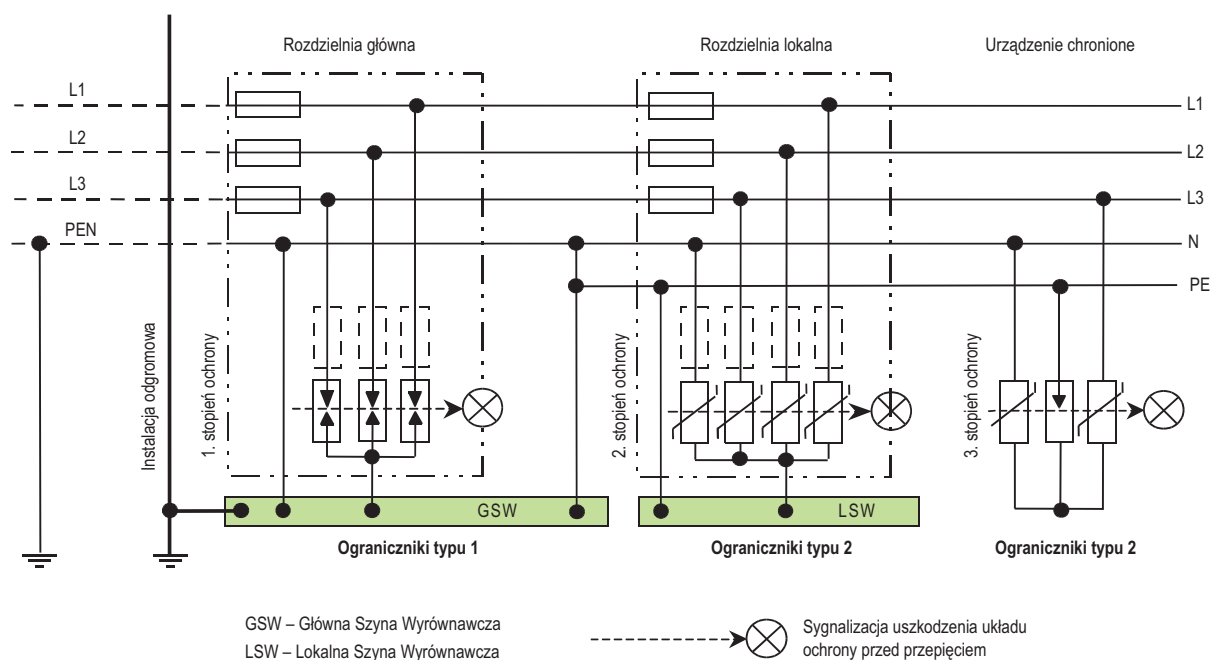 Rozdzielnia główna
Rozdzielnia lokalna
Urządzenie chronione
L1
L1
L2
L2
L3
L3
PEN
N
PE
Instalacja odgromowa
1. stopień ochrony
2. stopień ochrony
3. stopień ochrony
GSW
LSW
Ograniczniki typu 1
Ograniczniki typu 2
Ograniczniki typu 2
GSW – Główna Szyna Wyrównawcza
LSW – Lokalna Szyna Wyrównawcza
Sygnalizacja uszkodzenia układu
ochrony przed przepięciem